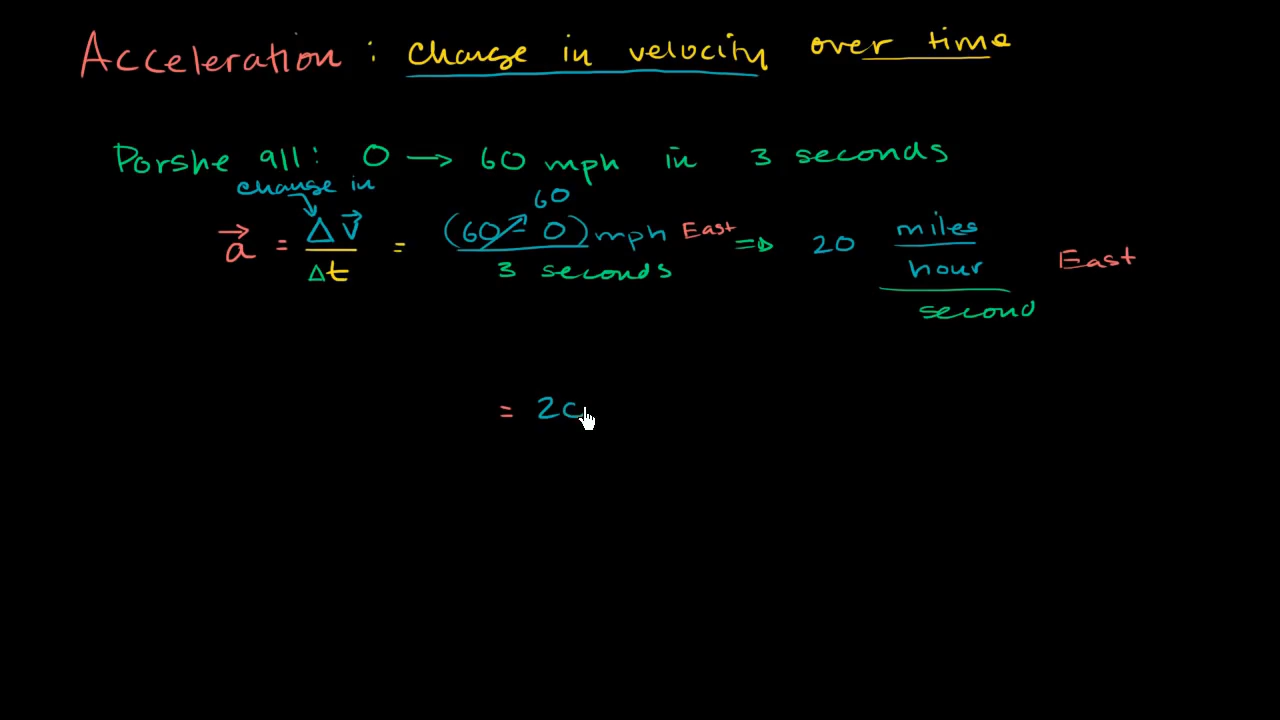 Acceleration: change in velocity over time
Porshe 911: 0 → 60 mph in 3 seconds
change in
60
a⃗ = Δv⃗ / Δt = (60 - 0) mph East / 3 seconds ⇒ 20 miles / hour / second East
= 20